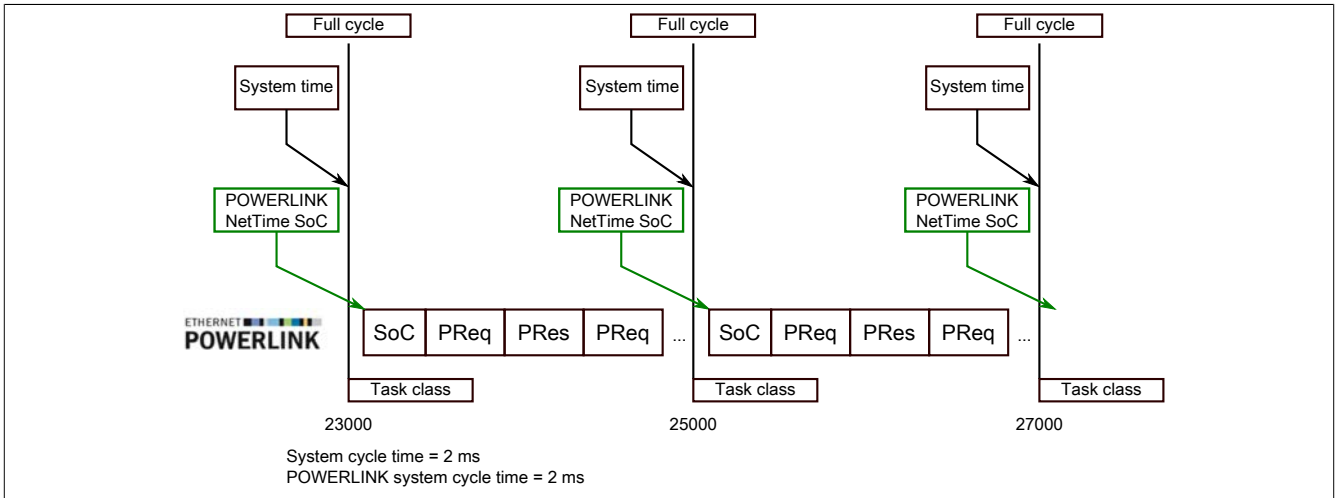 Full cycle
Full cycle
Full cycle
System time
System time
System time
POWERLINK
NetTime SoC
POWERLINK
NetTime SoC
POWERLINK
NetTime SoC
ETHERNET
POWERLINK
SoC PReq PRes PReq ... SoC PReq PRes PReq ...
Task class
Task class
Task class
23000
25000
27000
System cycle time = 2 ms
POWERLINK system cycle time = 2 ms